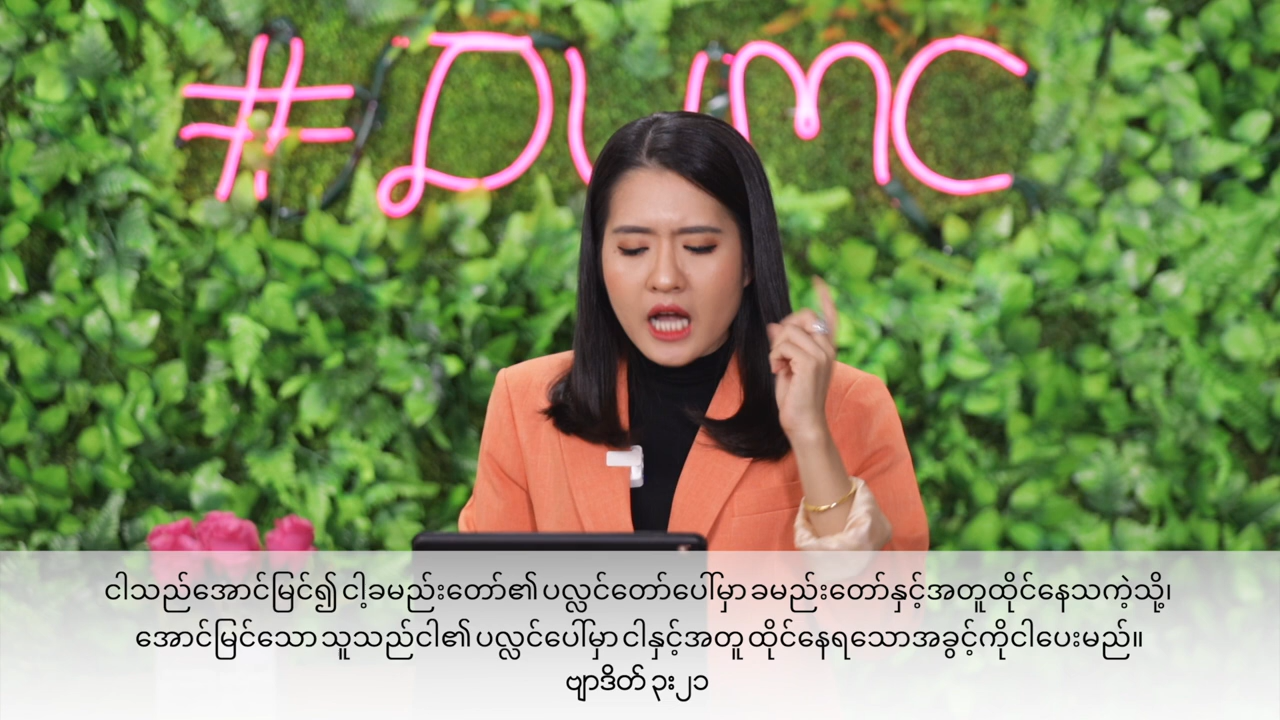 #DUMC
ငါသည်အောင်မြင်၍ ငါ့ခမည်းတော်၏ ပလ္လင်တော်ပေါ်မှာ ခမည်းတော်နှင့်အတူထိုင်နေသကဲ့သို့၊
အောင်မြင်သော သူသည်ငါ၏ ပလ္လင်ပေါ်မှာ ငါနှင့်အတူ ထိုင်နေရသောအခွင့်ကိုငါပေးမည်။
ဗျာဒိတ် ၃း၂၁